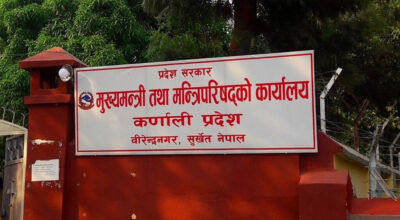 प्रदेश सरकार
मुख्यमन्त्री तथा मन्त्रिपरिषद्को कार्यालय
कर्णाली प्रदेश
वीरेन्द्रनगर, सुर्खेत नेपाल